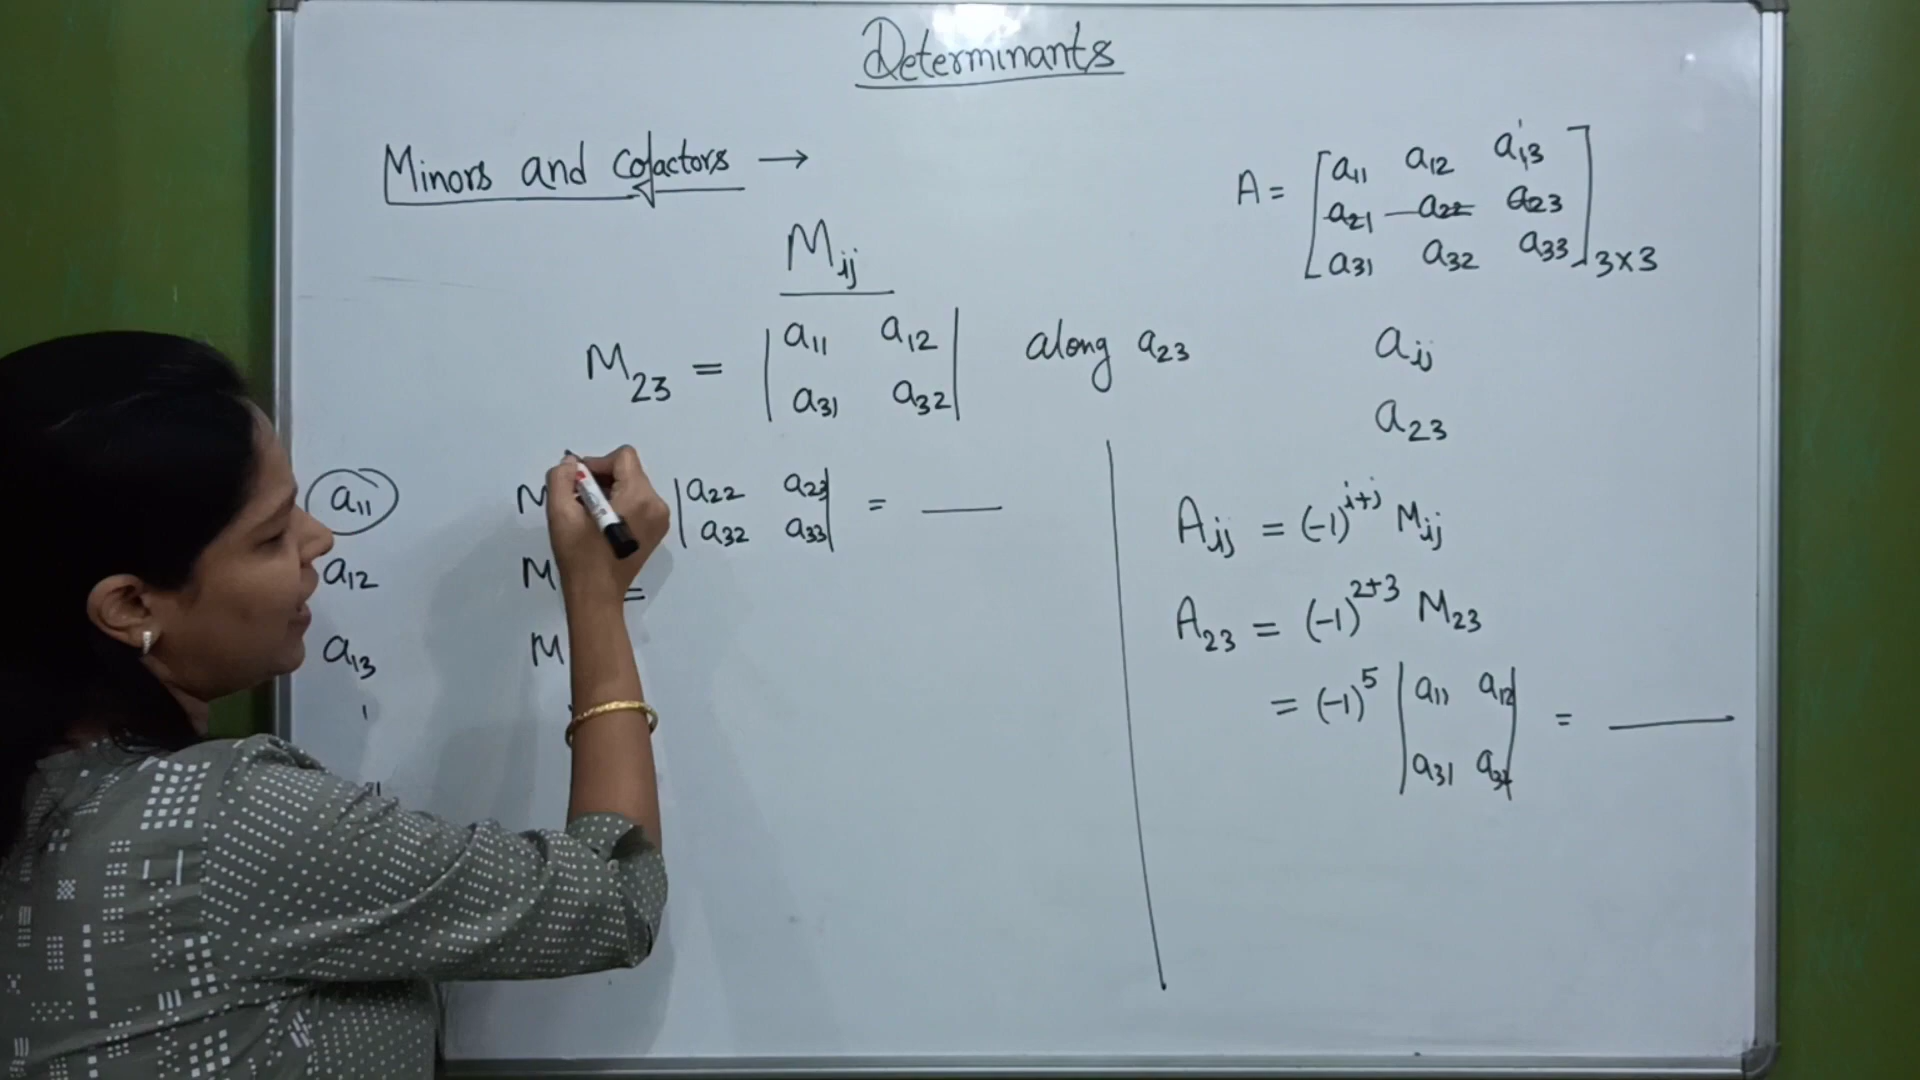 Determinants
Minors and Cofactors →
A = [a11 a12 a13
a21 a22 a23
a31 a32 a33] 3×3
Mij
M23 = |a11 a12| along a23
|a31 a32|
aij
a23
a11 M |a22 a23| = ___
|a32 a33|
a12 M =
a13 M
Aij = (-1)^i+j Mij
A23 = (-1)^2+3 M23
= (-1)^5 |a11 a12| = ___
|a31 a32|